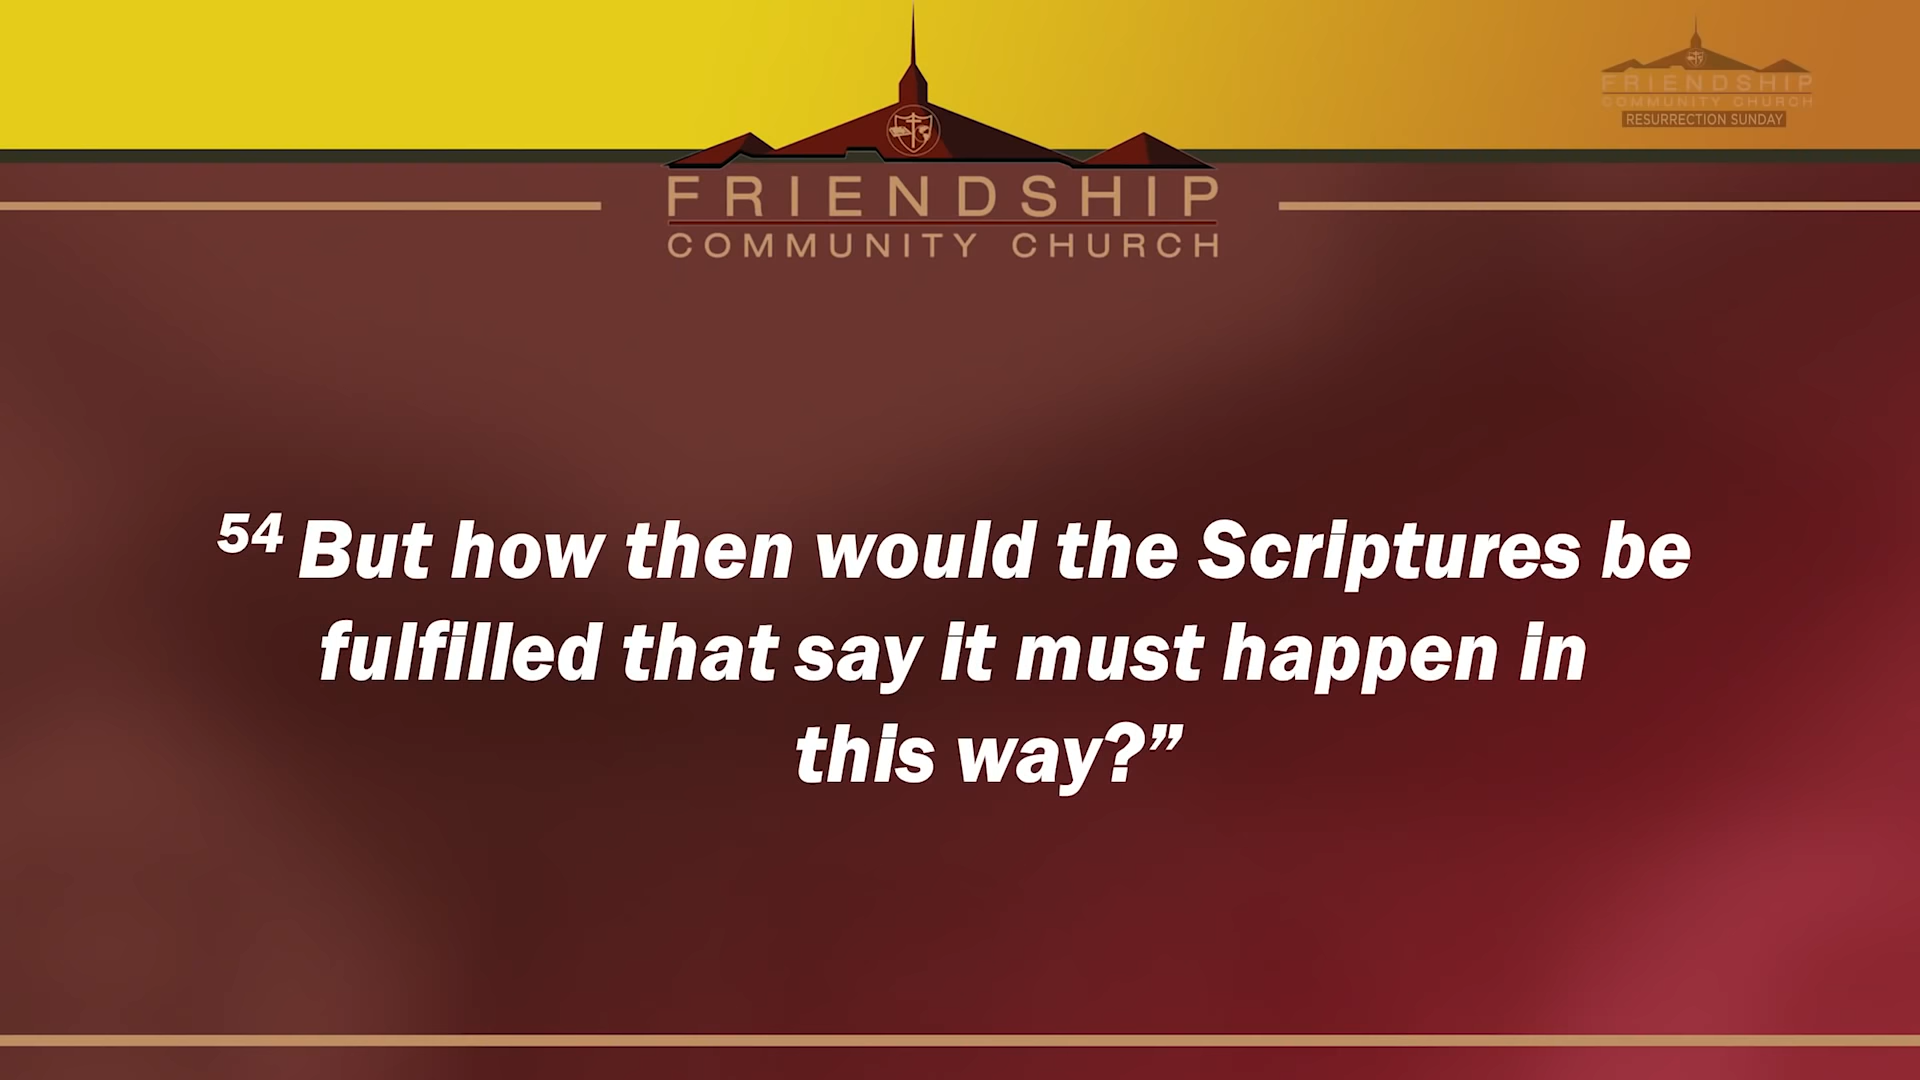 FRIENDSHIP
COMMUNITY CHURCH
RESURRECTION SUNDAY
FRIENDSHIP
COMMUNITY CHURCH
54 But how then would the Scriptures be
fulfilled that say it must happen in
this way?”